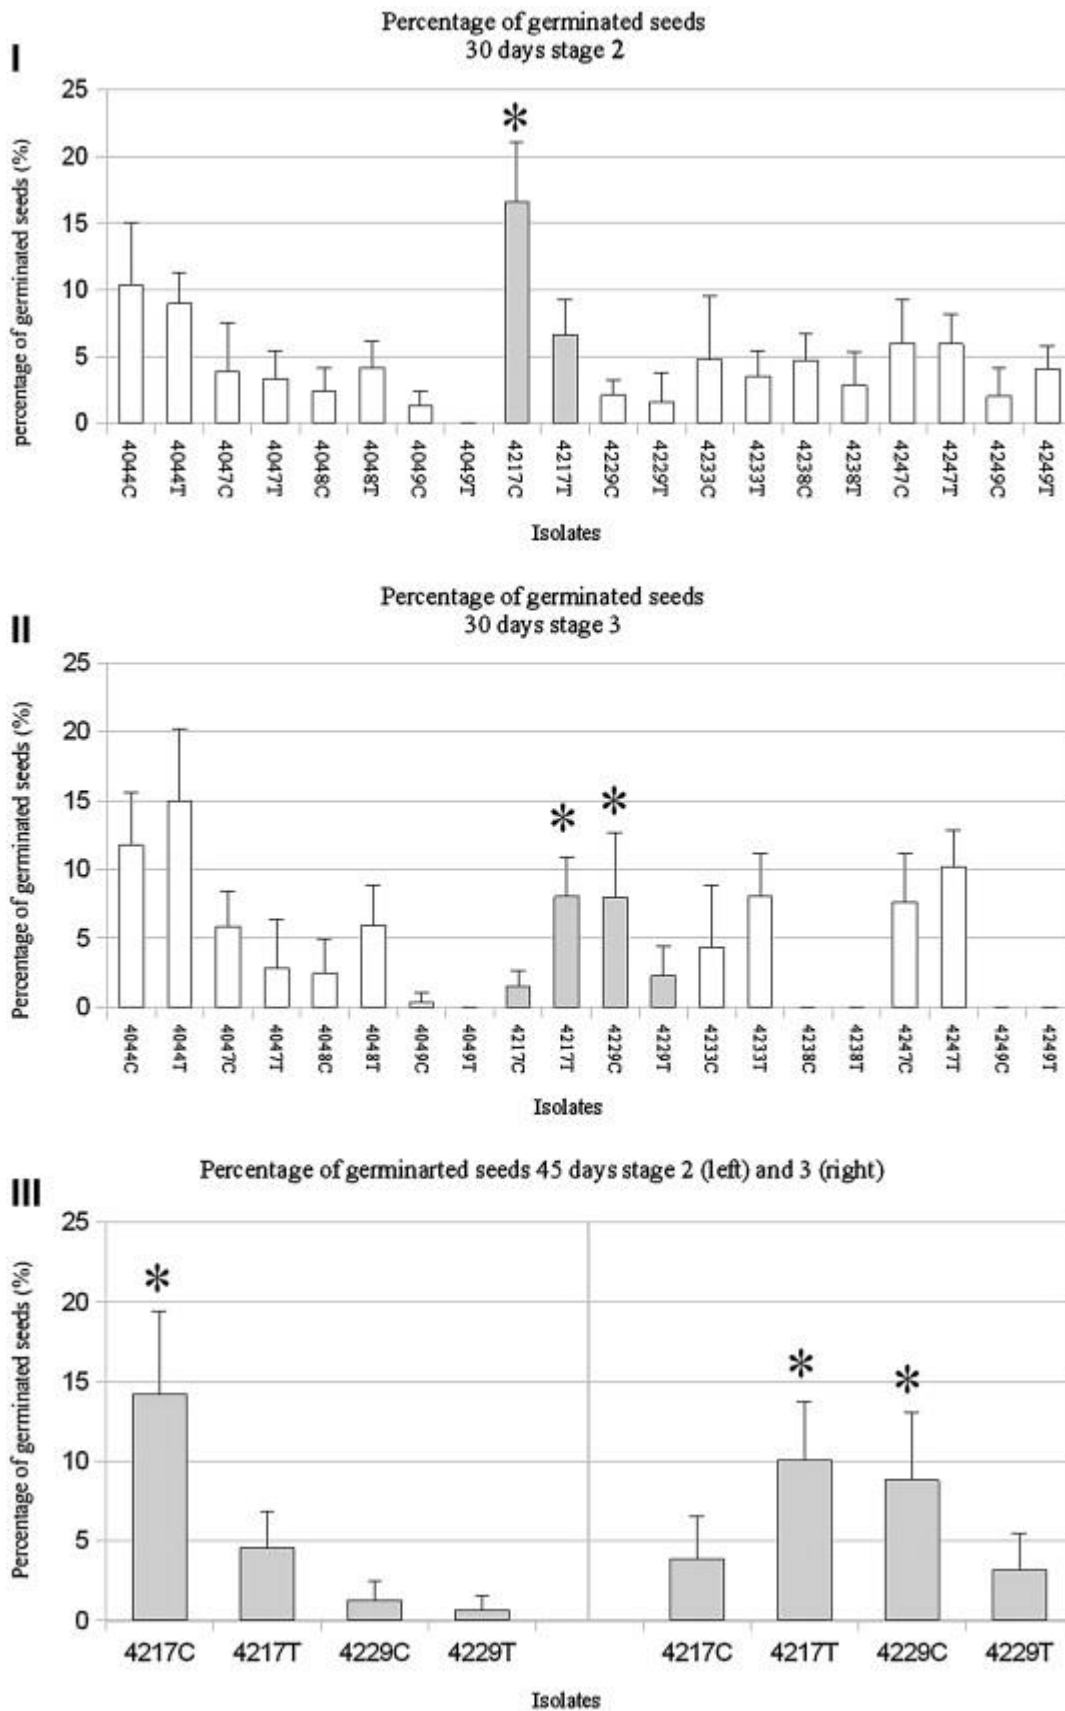 Percentage of germinated seeds
30 days stage 2
I
percentage of germinated seeds (%)
25
20
15
10
5
0
*
4044C 4044T 4047C 4047T 4048C 4048T 4049C 4049T 4217C 4217T 4229C 4229T 4233C 4233T 4238C 4238T 4247C 4247T 4249C 4249T
Isolates
Percentage of germinated seeds
30 days stage 3
II
Percentage of germinated seeds (%)
25
20
15
10
5
0
* *
4044C 4044T 4047C 4047T 4048C 4048T 4049C 4049T 4217C 4217T 4229C 4229T 4233C 4233T 4238C 4238T 4247C 4247T 4249C 4249T
Isolates
Percentage of germinarted seeds 45 days stage 2 (left) and 3 (right)
III
Percentage of germinated seeds (%)
25
20
15
10
5
0
* * *
4217C 4217T 4229C 4229T 4217C 4217T 4229C 4229T
Isolates